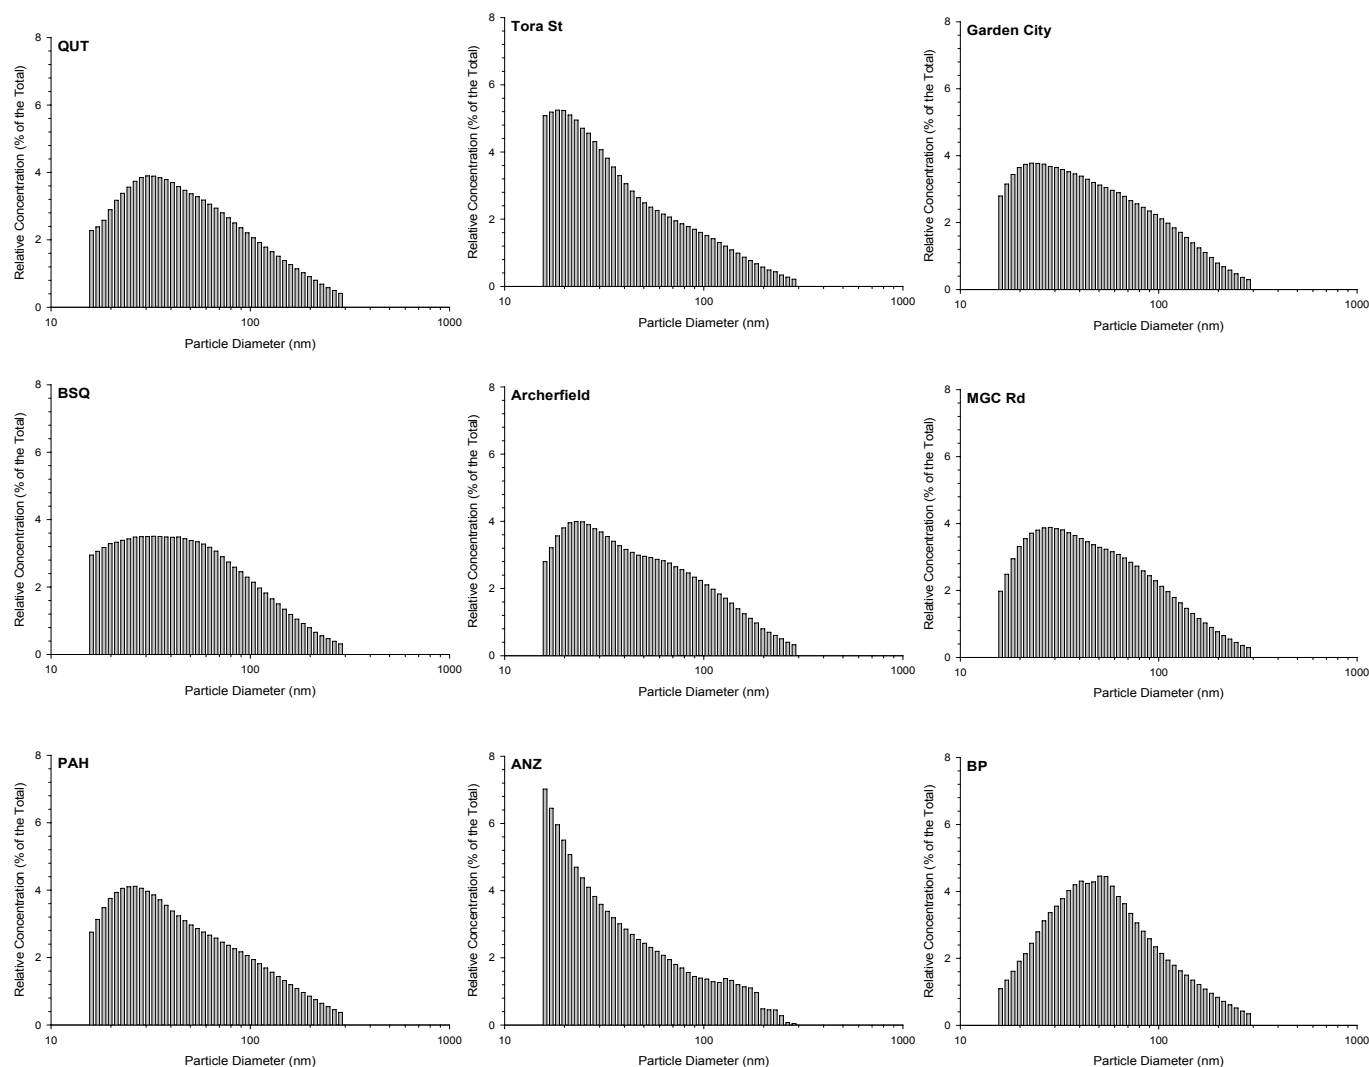 QUT
Relative Concentration (% of the Total)
8
6
4
2
0
10
100
1000
Particle Diameter (nm)
Tora St
Relative Concentration (% of the Total)
8
6
4
2
0
10
100
1000
Particle Diameter (nm)
Garden City
Relative Concentration (% of the Total)
8
6
4
2
0
10
100
1000
Particle Diameter (nm)
BSQ
Relative Concentration (% of the Total)
8
6
4
2
0
10
100
1000
Particle Diameter (nm)
Archerfield
Relative Concentration (% of the Total)
8
6
4
2
0
10
100
1000
Particle Diameter (nm)
MGC Rd
Relative Concentration (% of the Total)
8
6
4
2
0
10
100
1000
Particle Diameter (nm)
PAH
Relative Concentration (% of the Total)
8
6
4
2
0
10
100
1000
Particle Diameter (nm)
ANZ
Relative Concentration (% of the Total)
8
6
4
2
0
10
100
1000
Particle Diameter (nm)
BP
Relative Concentration (% of the Total)
8
6
4
2
0
10
100
1000
Particle Diameter (nm)